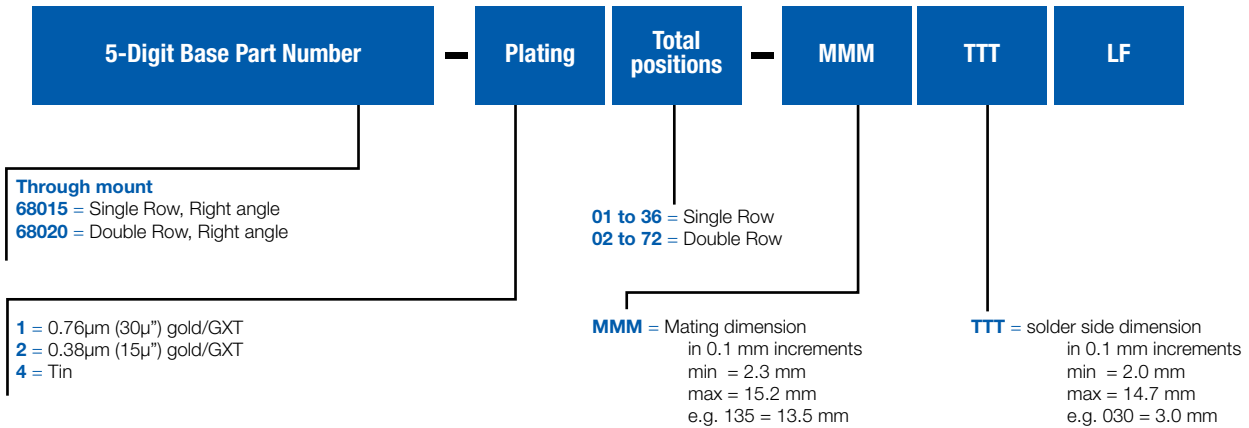 5-Digit Base Part Number – Plating Total positions – MMM TTT LF
Through mount
68015 = Single Row, Right angle
68020 = Double Row, Right angle
01 to 36 = Single Row
02 to 72 = Double Row
1 = 0.76µm (30µ”) gold/GXT
2 = 0.38µm (15µ”) gold/GXT
4 = Tin
MMM = Mating dimension
in 0.1 mm increments
min = 2.3 mm
max = 15.2 mm
e.g. 135 = 13.5 mm
TTT = solder side dimension
in 0.1 mm increments
min = 2.0 mm
max = 14.7 mm
e.g. 030 = 3.0 mm